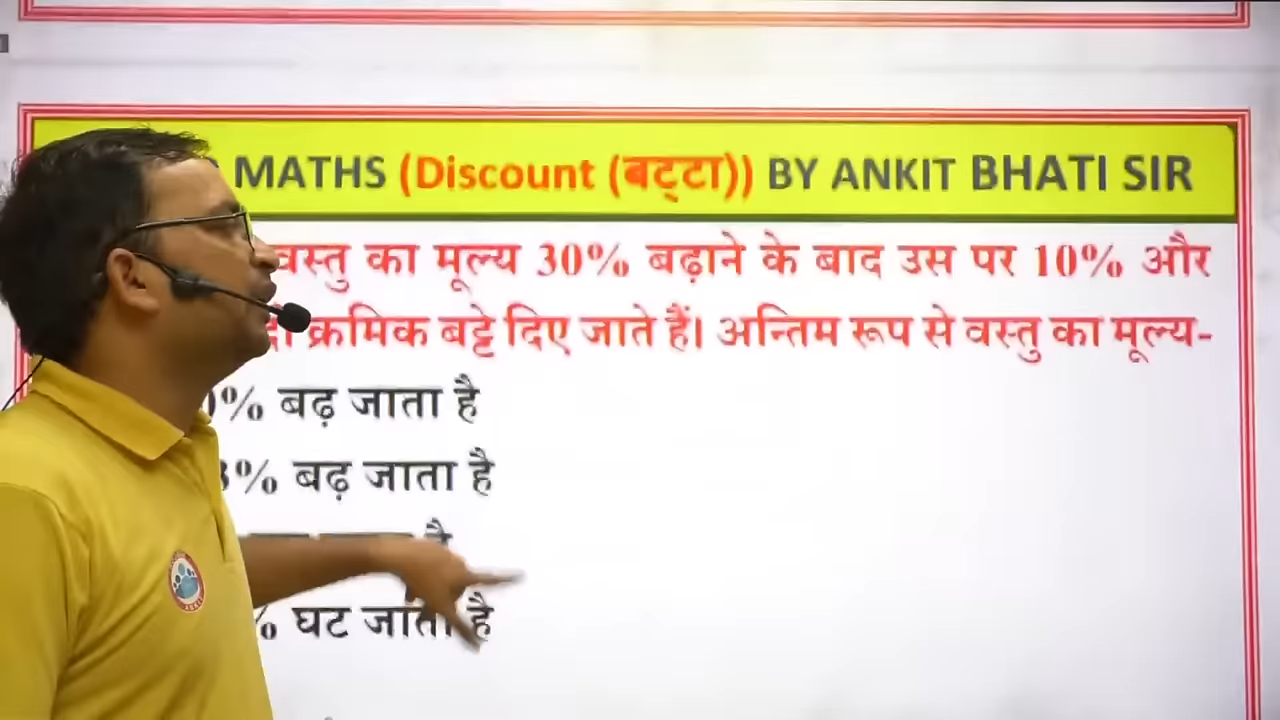 MATHS (Discount (बट्टा)) BY ANKIT BHATI SIR
वस्तु का मूल्य 30% बढ़ाने के बाद उस पर 10% और
क्रमिक बट्टे दिए जाते हैं। अन्तिम रूप से वस्तु का मूल्य-
% बढ़ जाता है
% बढ़ जाता है
है
% घट जाता है